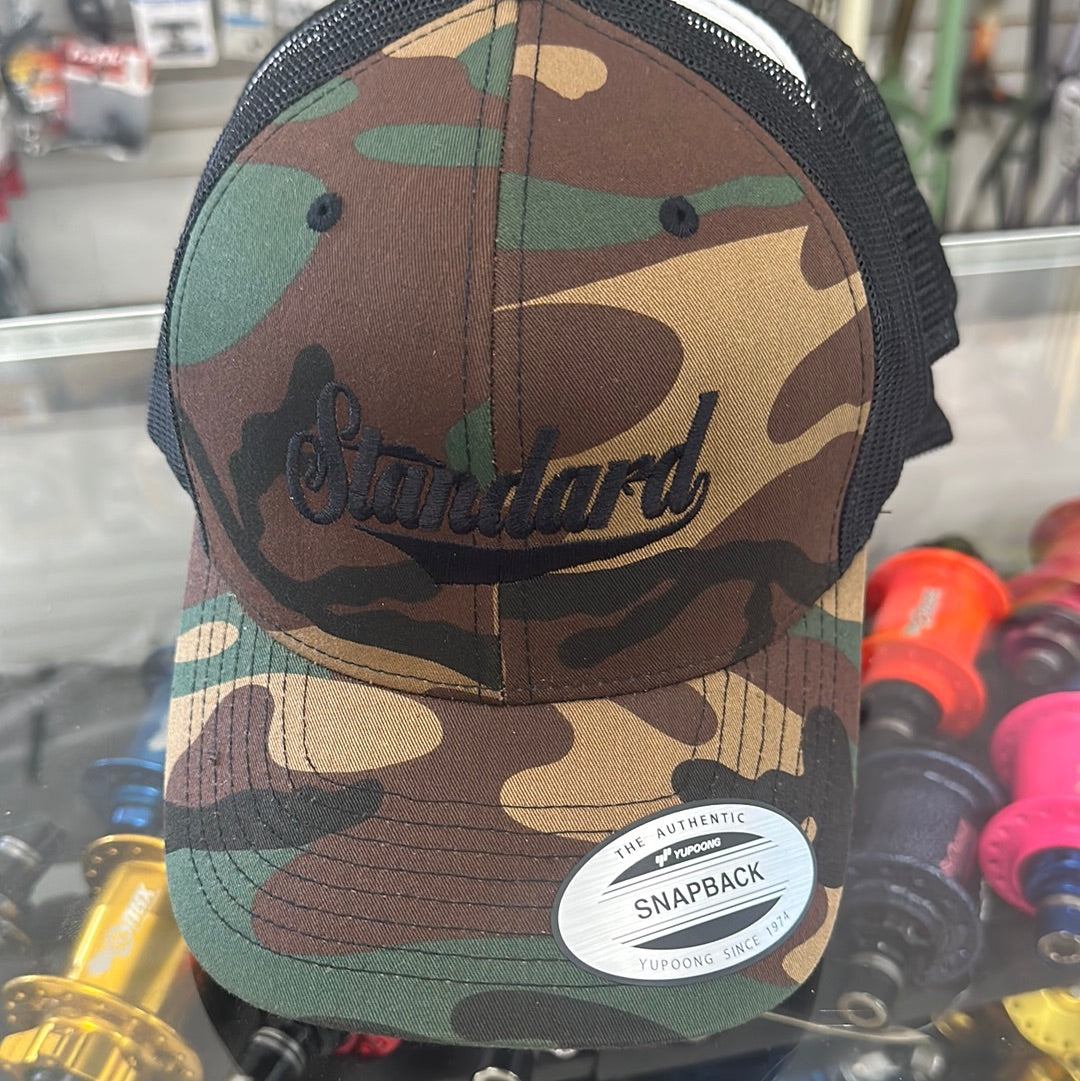 Standard
THE AUTHENTIC
YUPOONG
SNAPBACK
YUPOONG SINCE 1974